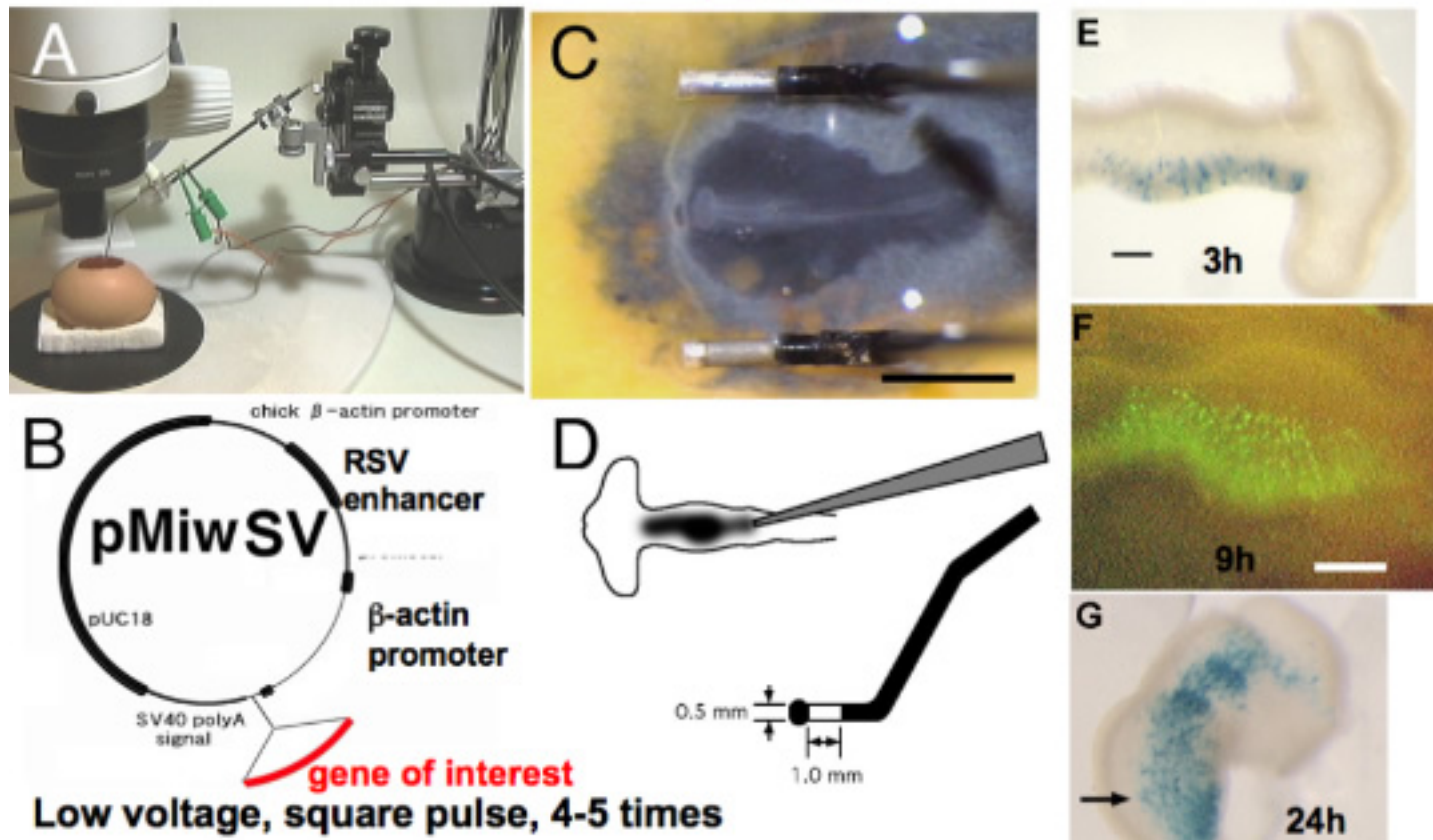 A
C
E
3h
F
9h
B
chick β-actin promoter
RSV
enhancer
pMiwSV
pUC18
β-actin
promoter
SV40 polyA
signal
gene of interest
Low voltage, square pulse, 4-5 times
D
0.5 mm
1.0 mm
G
24h